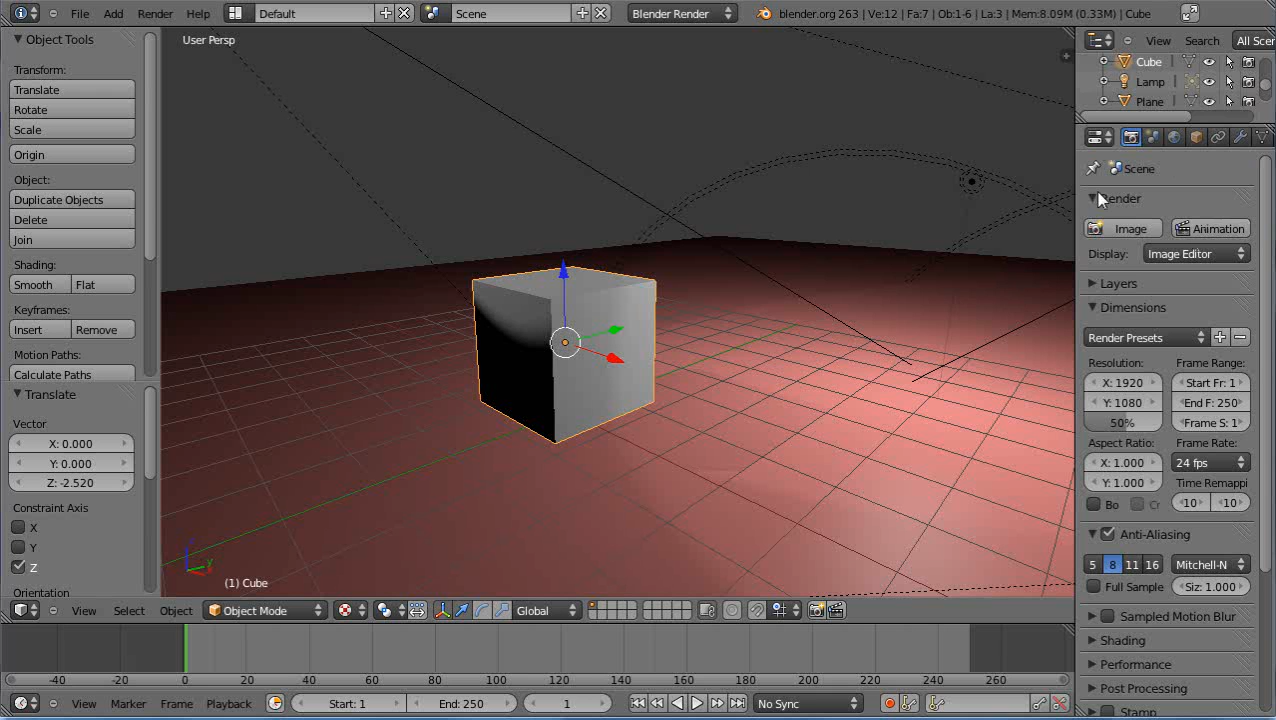 File Add Render Help Default Scene Blender Render blender.org 263 | Ve:12 | Fa:7 | Ob:1-6 | La:3 | Mem:8.09M (0.33M) | Cube
Object Tools
Transform:
Translate
Rotate
Scale
Origin
Object:
Duplicate Objects
Delete
Join
Shading:
Smooth Flat
Keyframes:
Insert Remove
Motion Paths:
Calculate Paths
Translate
Vector
X: 0.000
Y: 0.000
Z: -2.520
Constraint Axis
X
Y
Z
Orientation
User Persp
(1) Cube
View Select Object Object Mode Global
View Search All Scen
Cube
Lamp
Plane
Scene
Render
Image Animation
Display: Image Editor
Layers
Dimensions
Render Presets
Resolution: Frame Range:
X: 1920 Start Fr: 1
Y: 1080 End F: 250
50% Frame S: 1
Aspect Ratio: Frame Rate:
X: 1.000 24 fps
Y: 1.000 Time Remappi
Bo Cr 10 10
Anti-Aliasing
5 8 11 16 Mitchell-N
Full Sample Siz: 1.000
Sampled Motion Blur
Shading
Performance
Post Processing
Stamp
-40 -20 0 20 40 60 80 100 120 140 160 180 200 220 240 260
View Marker Frame Playback Start: 1 End: 250 1 No Sync